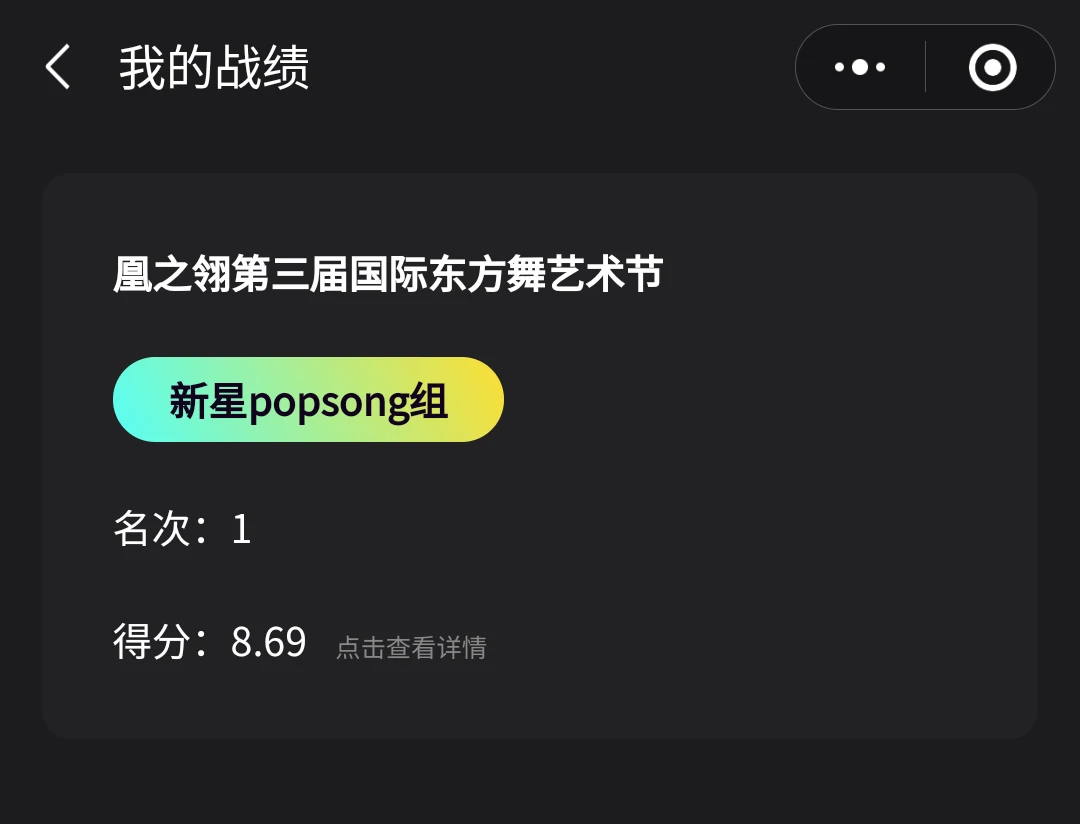 我的战绩
凰之翎第三届国际东方舞艺术节
新星popsong组
名次：1
得分：8.69 点击查看详情